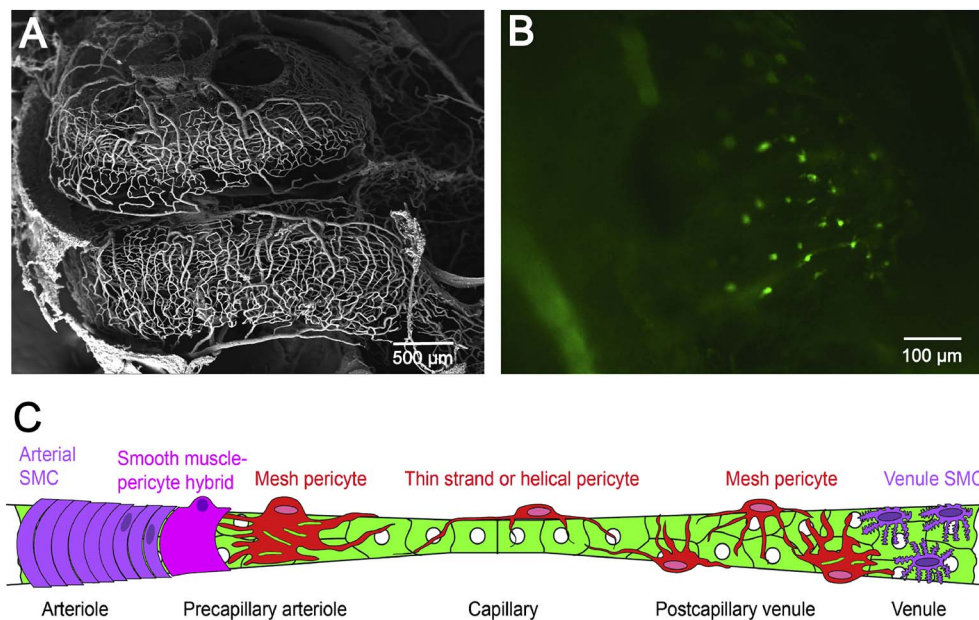 A
B
500 µm
100 µm
C
Arterial
SMC
Smooth muscle-
pericyte hybrid
Mesh pericyte
Thin strand or helical pericyte
Mesh pericyte
Venule SMC
Arteriole
Precapillary arteriole
Capillary
Postcapillary venule
Venule